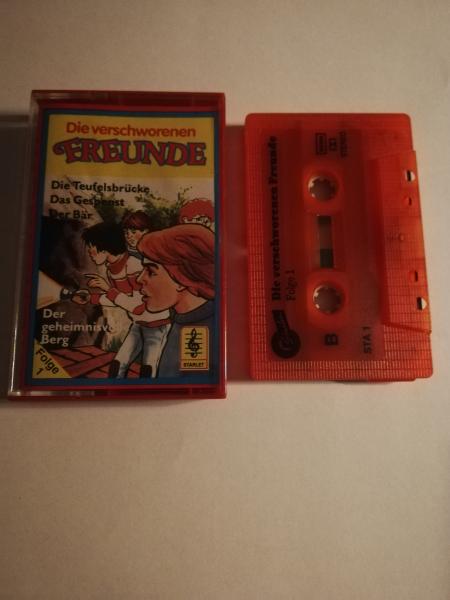 Die verschworenen
FREUNDE
Die Teufelsbrücke
Das Gespenst
Der Bär
Der
Berg
Folge
1
STARLET
Die verschworenen Freunde
Folge 1
B
STA 1
STEREO